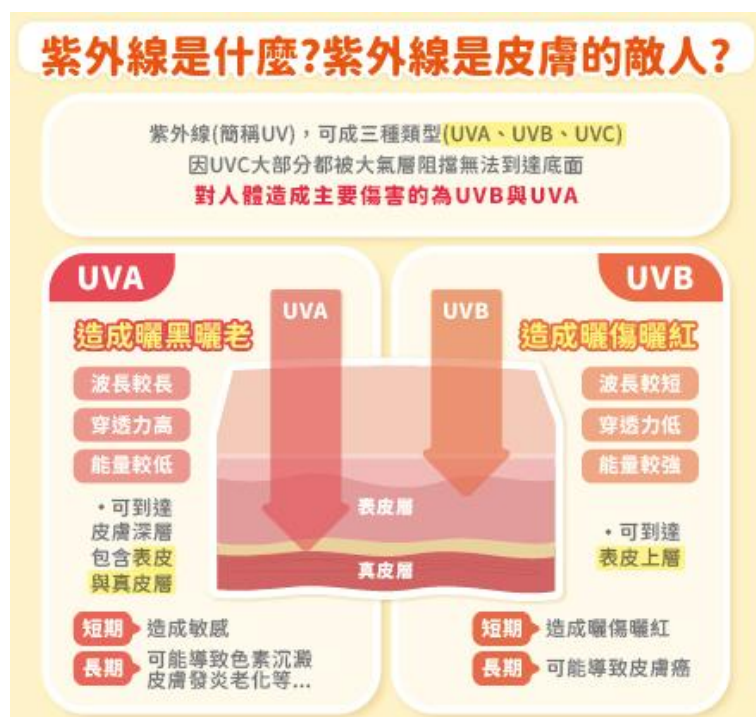 紫外線是什麼?紫外線是皮膚的敵人?
紫外線(簡稱UV)，可成三種類型(UVA、UVB、UVC)
因UVC大部分都被大氣層阻擋無法到達底面
對人體造成主要傷害的為UVB與UVA
UVA
造成曬黑曬老
波長較長
穿透力高
能量較低
・可到達
皮膚深層
包含表皮
與真皮層
短期 造成敏感
長期 可能導致色素沉澱
皮膚發炎老化等...
UVA
UVB
表皮層
真皮層
UVB
造成曬傷曬紅
波長較短
穿透力低
能量較強
・可到達
表皮上層
短期 造成曬傷曬紅
長期 可能導致皮膚癌